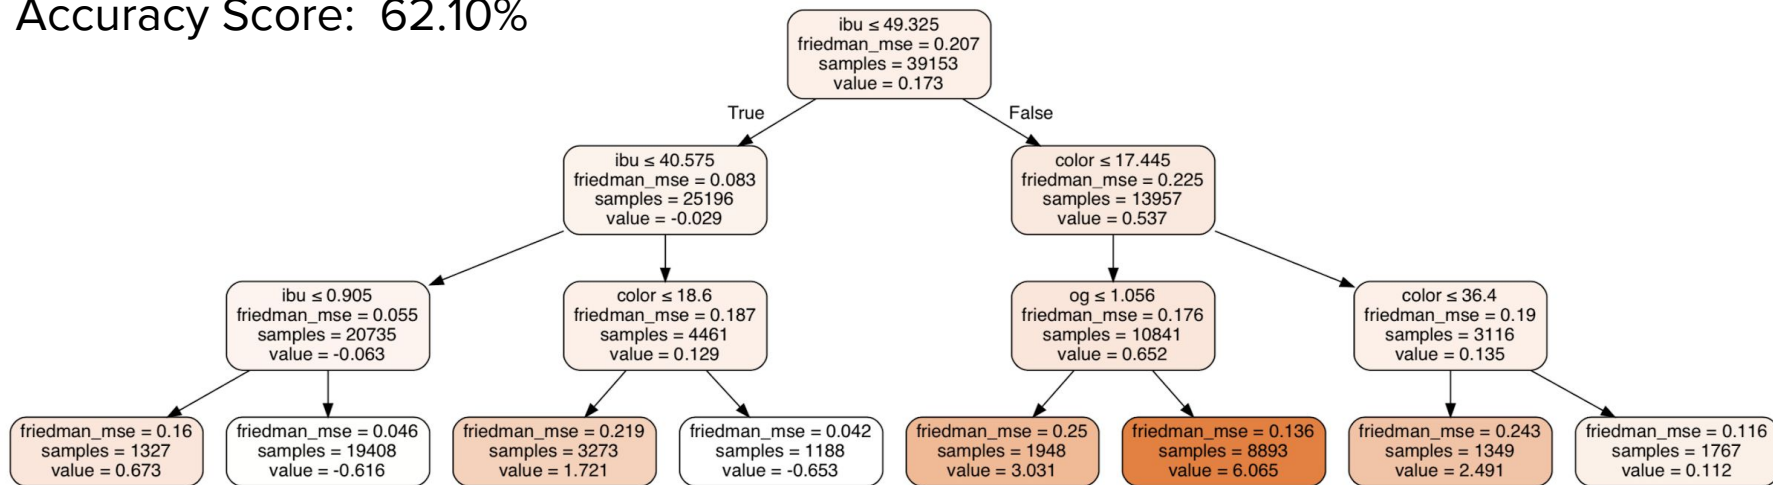 Accuracy Score: 62.10%
ibu ≤ 49.325
friedman_mse = 0.207
samples = 39153
value = 0.173
True
False
ibu ≤ 40.575
friedman_mse = 0.083
samples = 25196
value = -0.029
color ≤ 17.445
friedman_mse = 0.225
samples = 13957
value = 0.537
ibu ≤ 0.905
friedman_mse = 0.055
samples = 20735
value = -0.063
color ≤ 18.6
friedman_mse = 0.187
samples = 4461
value = 0.129
og ≤ 1.056
friedman_mse = 0.176
samples = 10841
value = 0.652
color ≤ 36.4
friedman_mse = 0.19
samples = 3116
value = 0.135
friedman_mse = 0.16
samples = 1327
value = 0.673
friedman_mse = 0.046
samples = 19408
value = -0.616
friedman_mse = 0.219
samples = 3273
value = 1.721
friedman_mse = 0.042
samples = 1188
value = -0.653
friedman_mse = 0.25
samples = 1948
value = 3.031
friedman_mse = 0.136
samples = 8893
value = 6.065
friedman_mse = 0.243
samples = 1349
value = 2.491
friedman_mse = 0.116
samples = 1767
value = 0.112